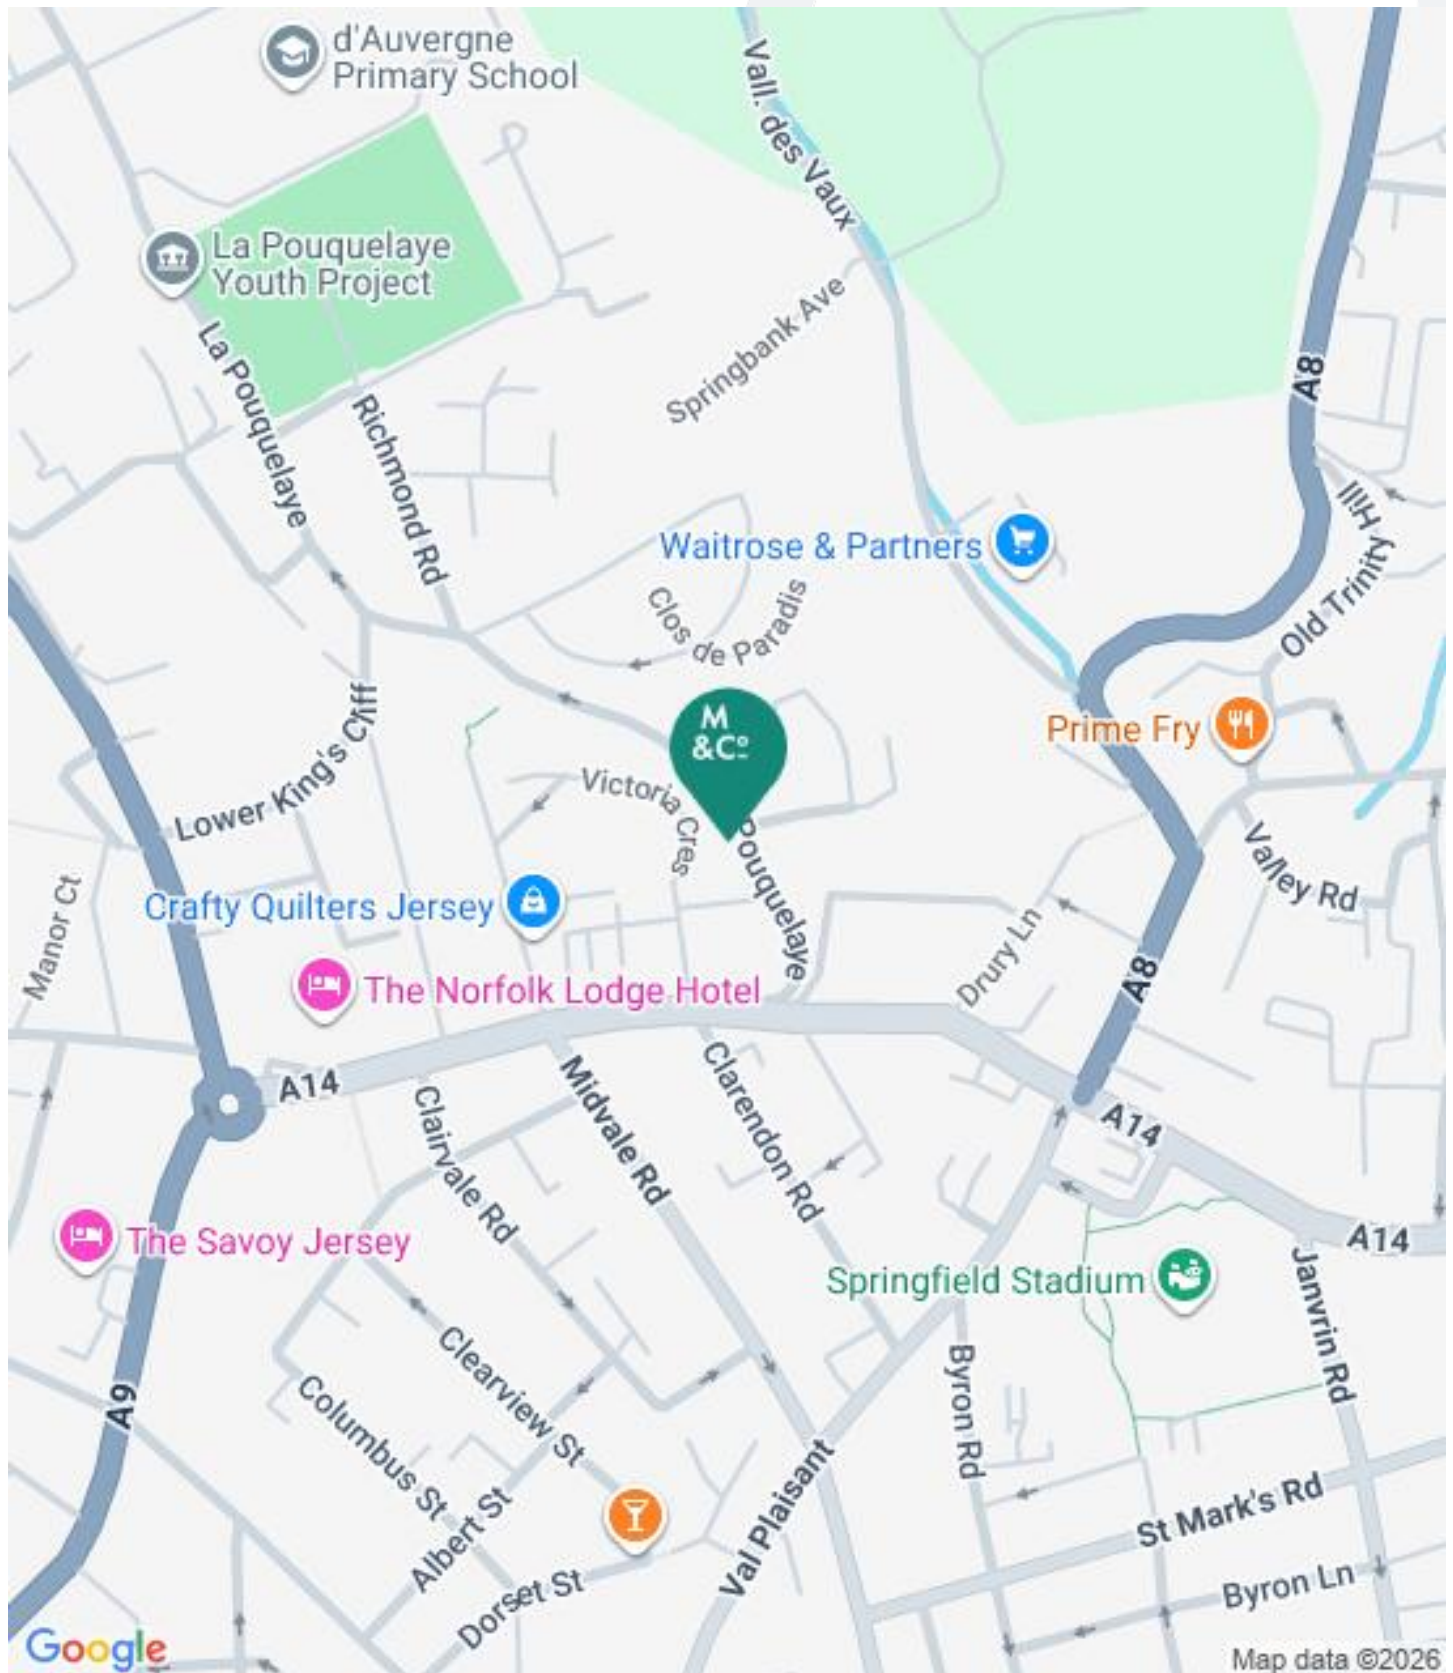 d'Auvergne
Primary School
Vall. des Vaux
La Pouquelaye
Youth Project
Springbank Ave
A8
La Pouquelaye
Richmond Rd
Old Trinity Hill
Waitrose & Partners
Clos de Paradis
M
&Cº
Prime Fry
Lower King's Cliff
Victoria Cres
Pouquelaye
Valley Rd
Manor Ct
Crafty Quilters Jersey
Drury Ln
The Norfolk Lodge Hotel
A8
A14
Clairvale Rd
Midvale Rd
Clarendon Rd
A14
The Savoy Jersey
A14
Springfield Stadium
Janvrin Rd
Clearview St
Byron Rd
A9
Columbus St
Albert St
Val Plaisant
St Mark's Rd
Dorset St
Byron Ln
Google
Map data ©2026